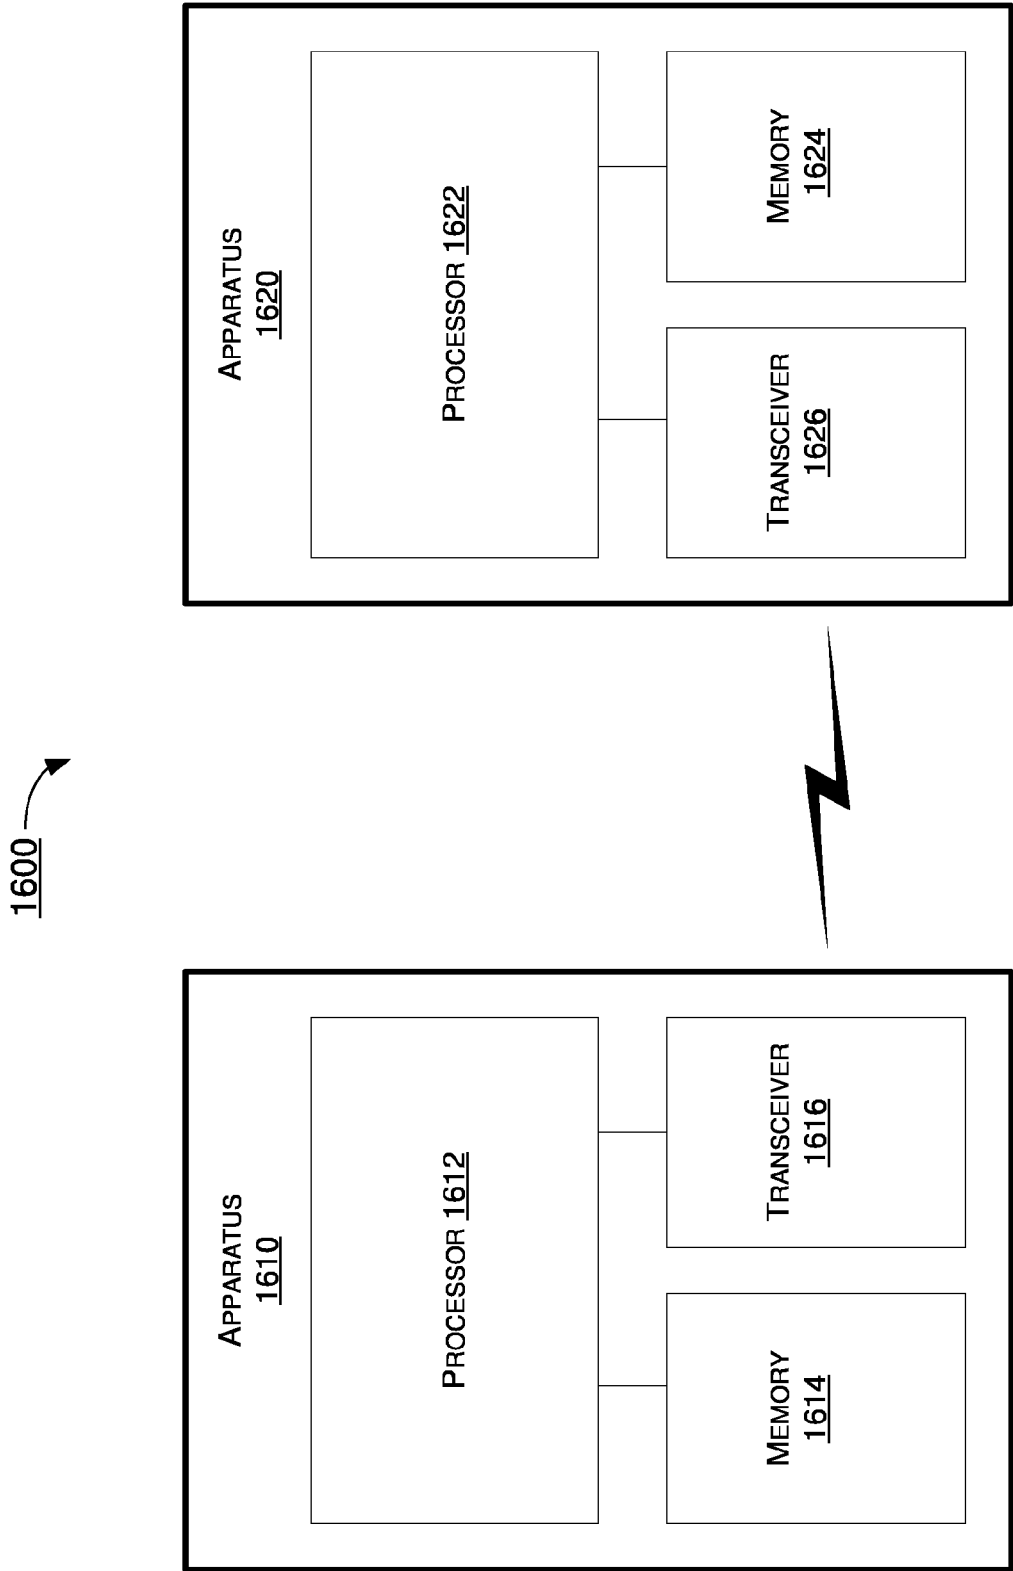 1600
APPARATUS
1610
PROCESSOR 1612
MEMORY
1614
TRANSCEIVER
1616
APPARATUS
1620
PROCESSOR 1622
TRANSCEIVER
1626
MEMORY
1624